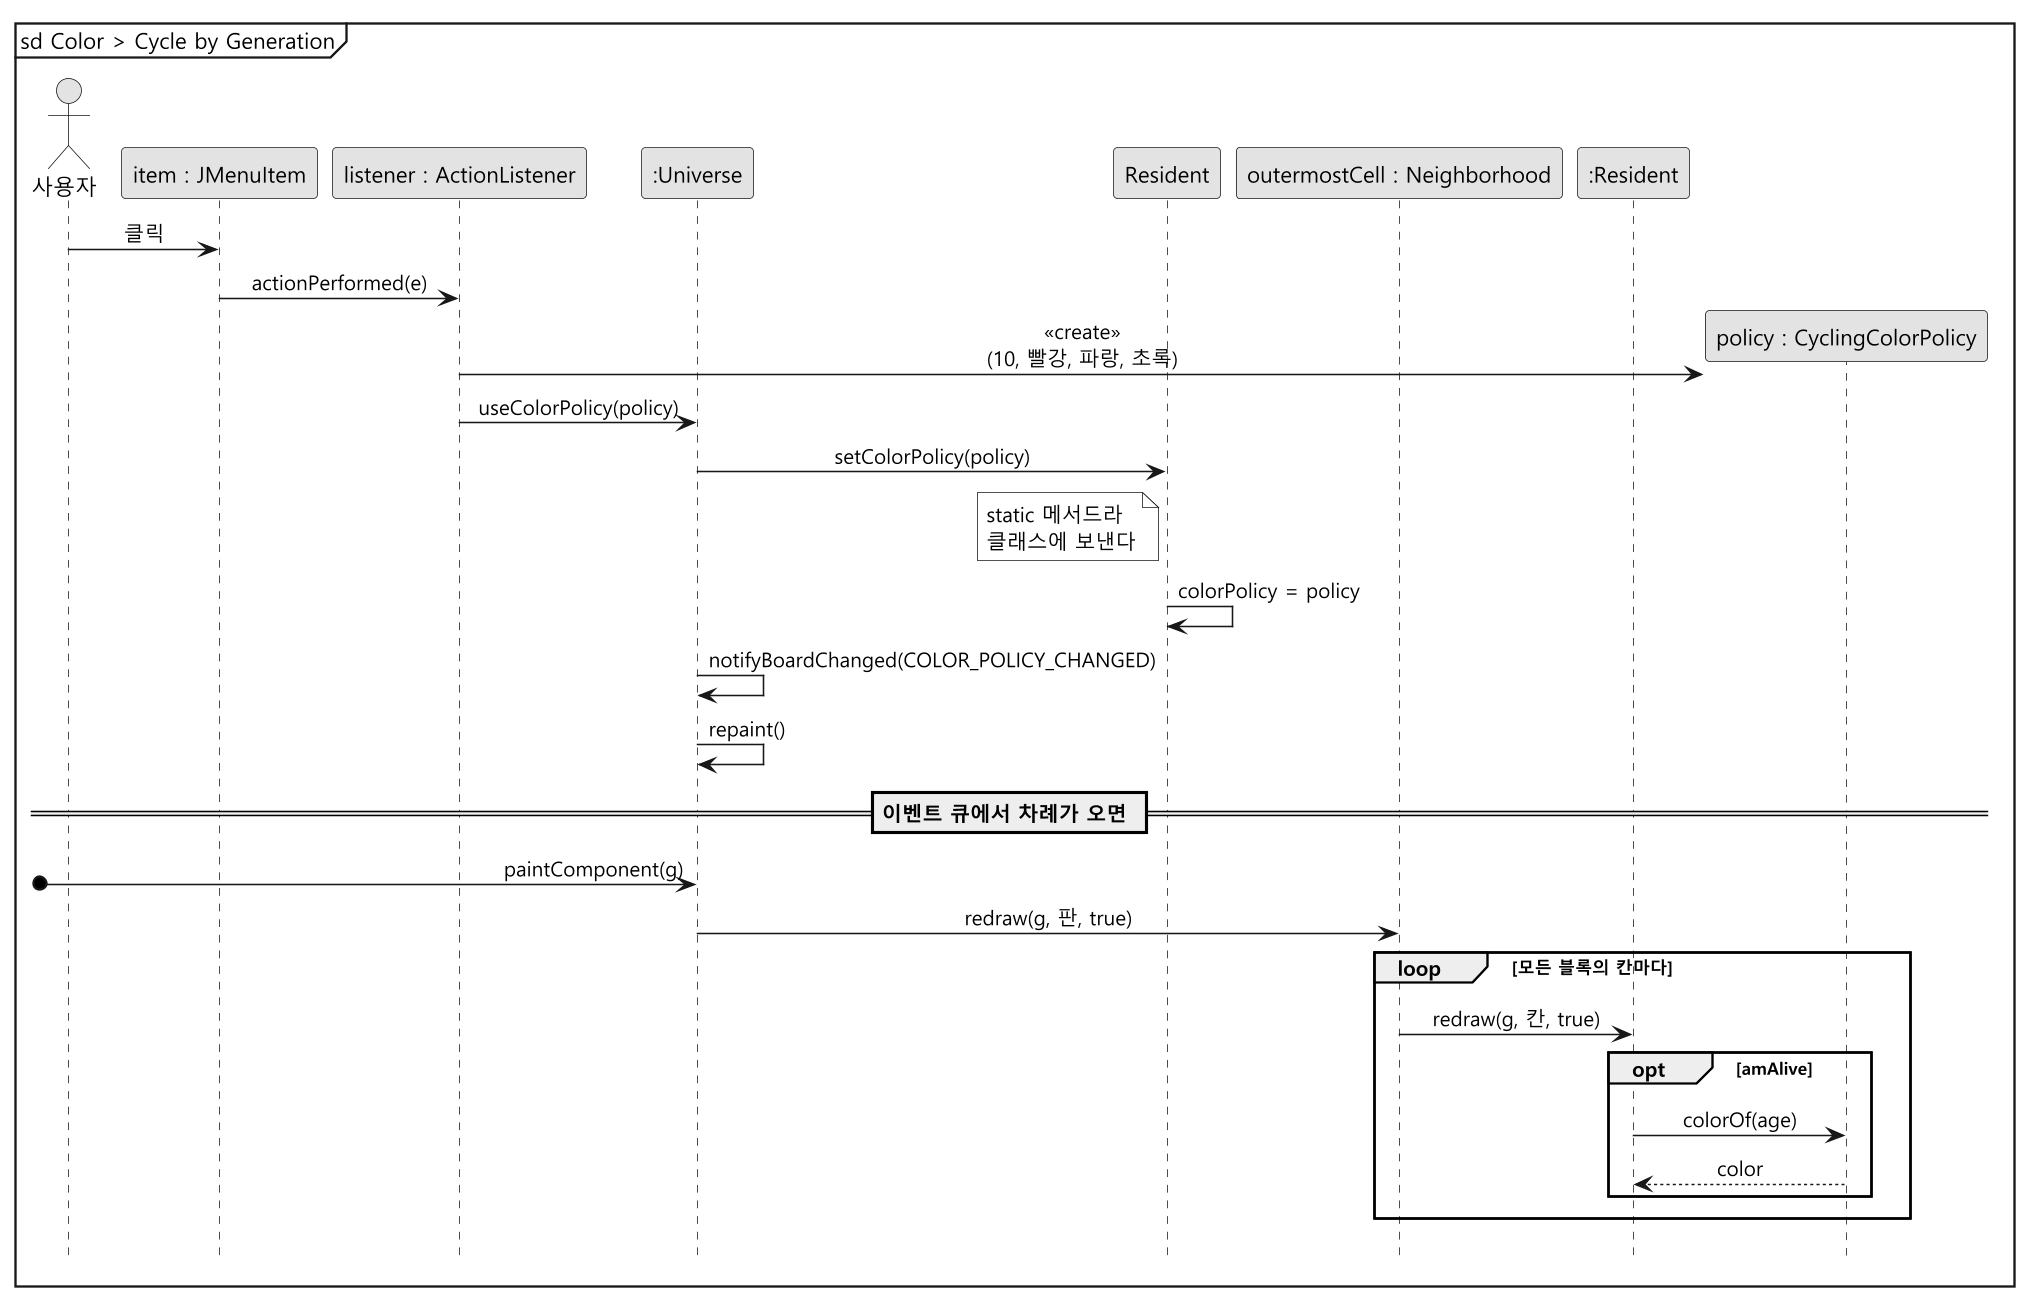 sd Color > Cycle by Generation
사용자
item : JMenuItem
listener : ActionListener
:Universe
Resident
outermostCell : Neighborhood
:Resident
클릭
actionPerformed(e)
«create»
(10, 빨강, 파랑, 초록)
policy : CyclingColorPolicy
useColorPolicy(policy)
setColorPolicy(policy)
static 메서드라
클래스에 보낸다
colorPolicy = policy
notifyBoardChanged(COLOR_POLICY_CHANGED)
repaint()
이벤트 큐에서 차례가 오면
paintComponent(g)
redraw(g, 판, true)
loop [모든 블록의 칸마다]
redraw(g, 칸, true)
opt [amAlive]
colorOf(age)
color